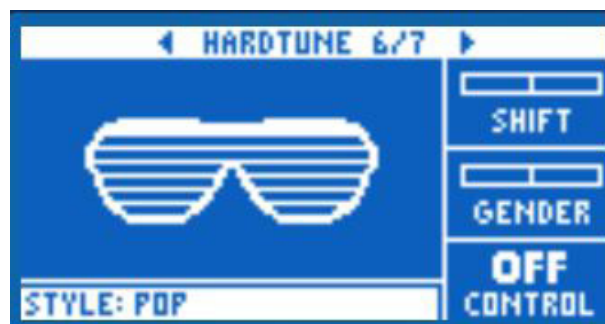 HARDTUNE 6/7
SHIFT
GENDER
OFF
CONTROL
STYLE: POP